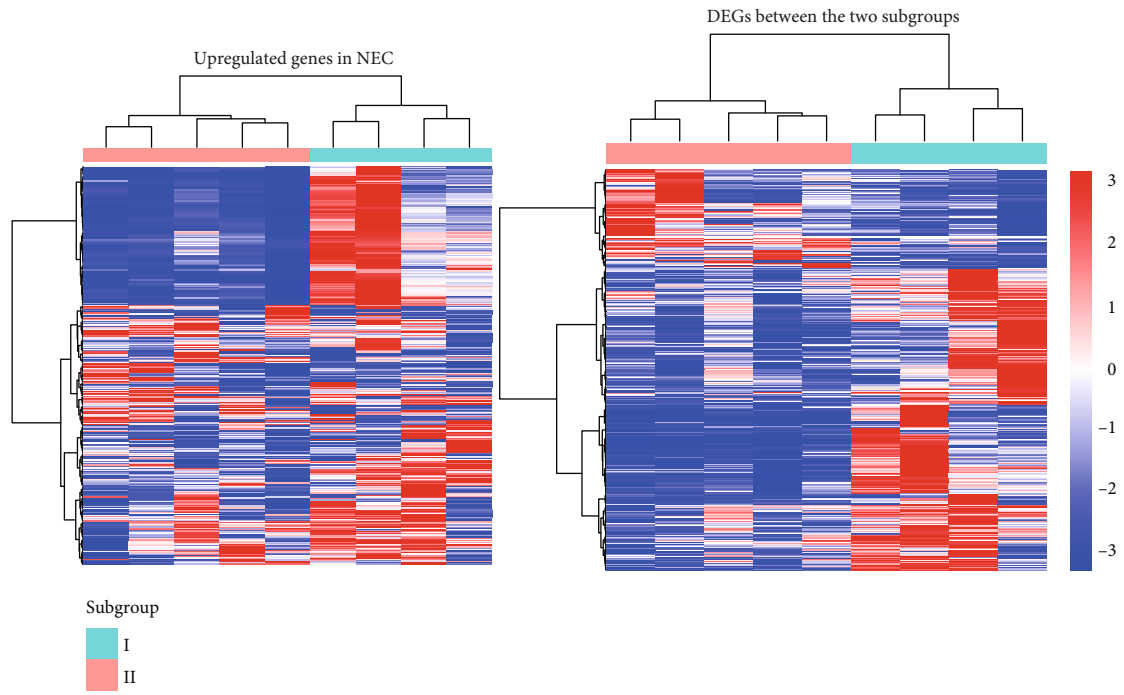 Upregulated genes in NEC
DEGs between the two subgroups
3
2
1
0
−1
−2
−3
Subgroup
I
II